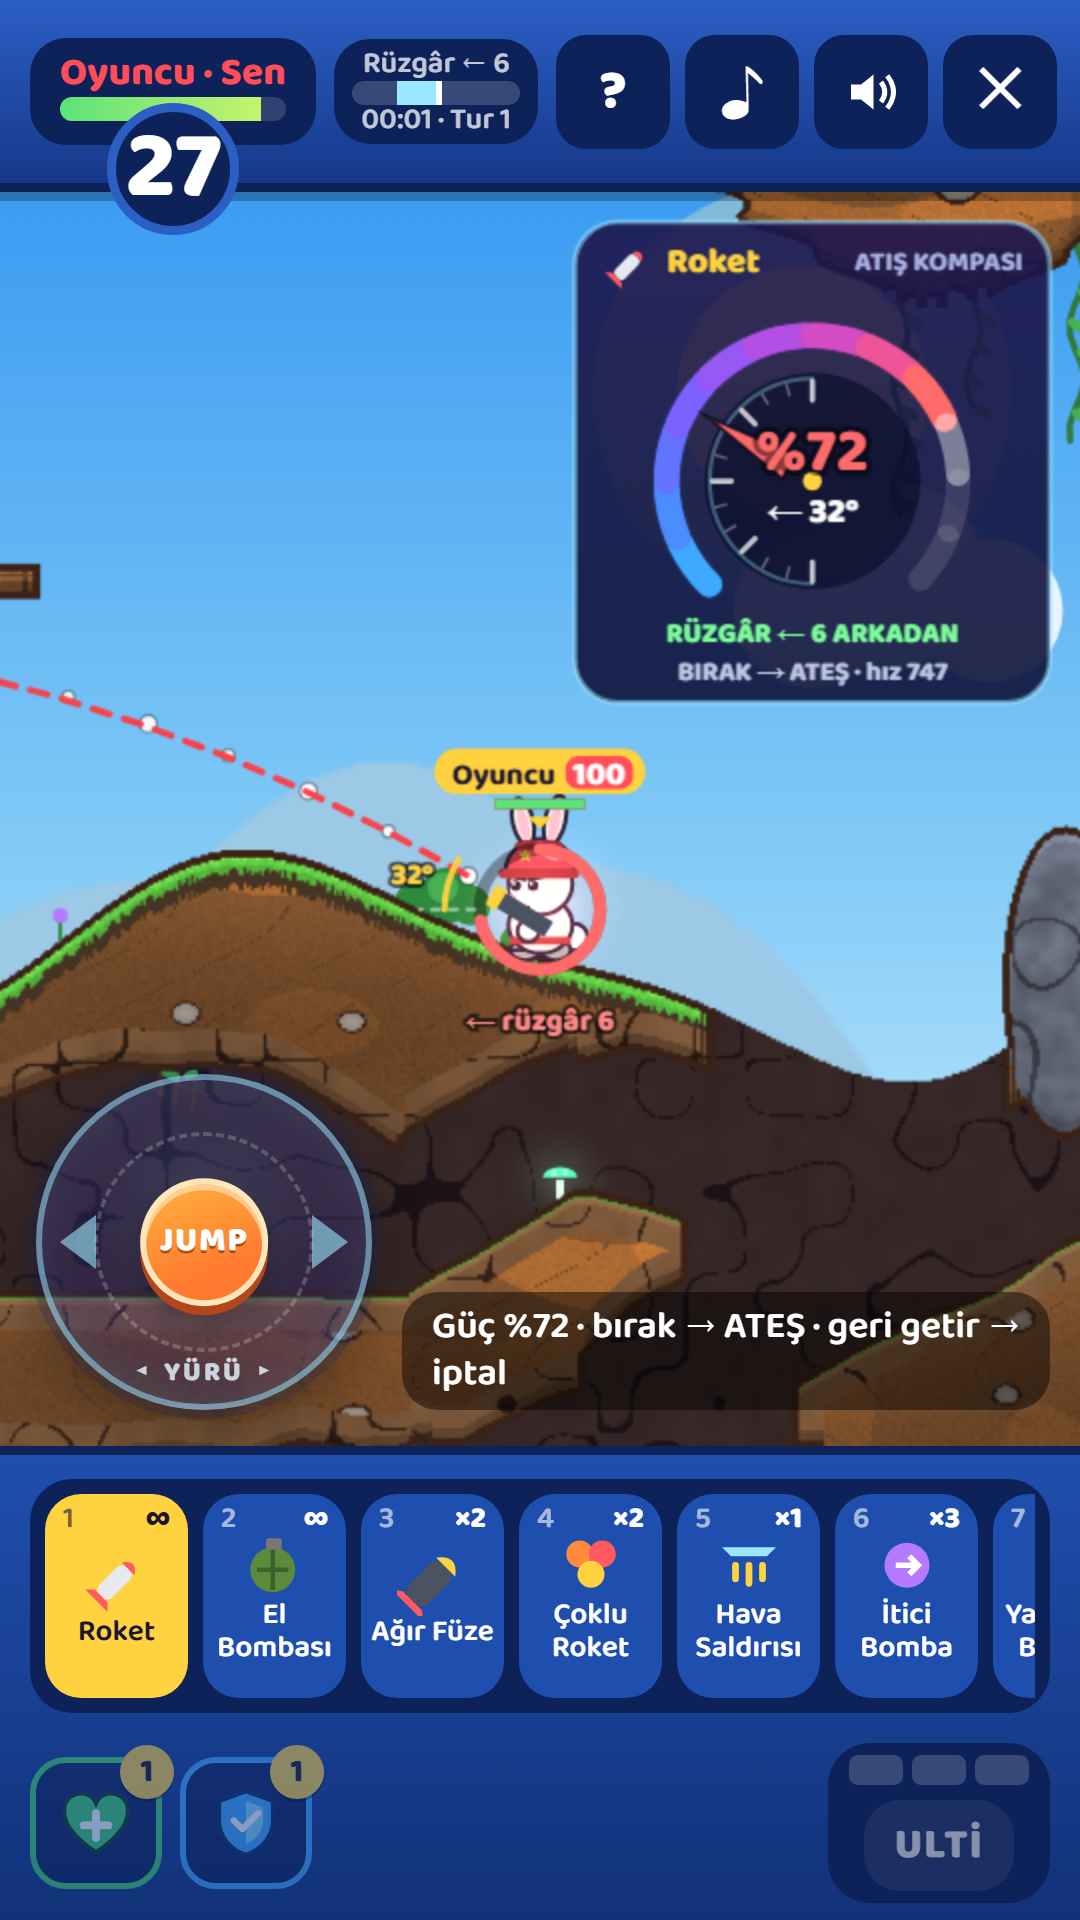 Oyuncu · Sen
27
Rüzgâr ← 6
00:01 · Tur 1
?
Roket
ATIŞ KOMPASI
%72
← 32°
RÜZGÂR ← 6 ARKADAN
BIRAK → ATEŞ · hız 747
Oyuncu 100
32°
← rüzgâr 6
JUMP
◂ YÜRÜ ▸
Güç %72 · bırak → ATEŞ · geri getir →
iptal
1 ∞
Roket
2 ∞
El
Bombası
3 ×2
Ağır Füze
4 ×2
Çoklu
Roket
5 ×1
Hava
Saldırısı
6 ×3
İtici
Bomba
7
Ya
B
1
1
ULTİ